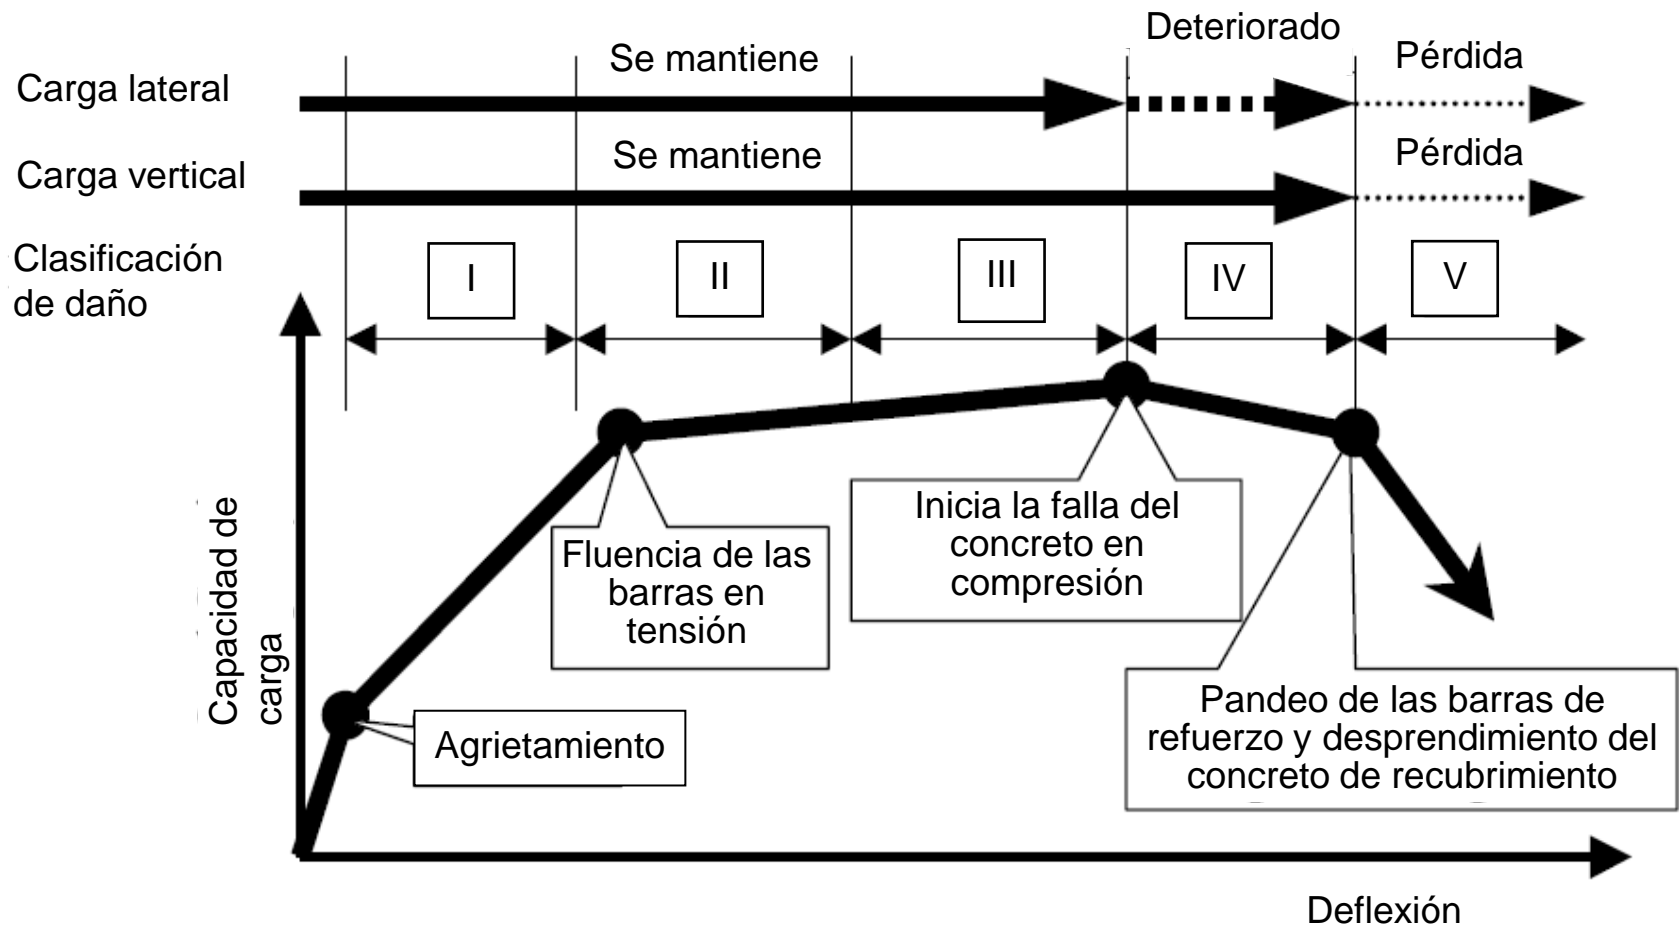 Deteriorado
Se mantiene
Pérdida
Carga lateral
Se mantiene
Pérdida
Carga vertical
Clasificación
de daño
I
II
III
IV
V
Capacidad de
carga
Fluencia de las
barras en
tensión
Inicia la falla del
concreto en
compresión
Agrietamiento
Pandeo de las barras de
refuerzo y desprendimiento del
concreto de recubrimiento
Deflexión